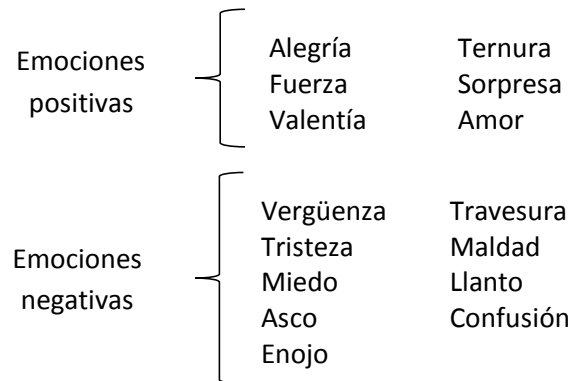 Emociones
positivas
Alegría
Fuerza
Valentía
Ternura
Sorpresa
Amor
Emociones
negativas
Vergüenza
Tristeza
Miedo
Asco
Enojo
Travesura
Maldad
Llanto
Confusión